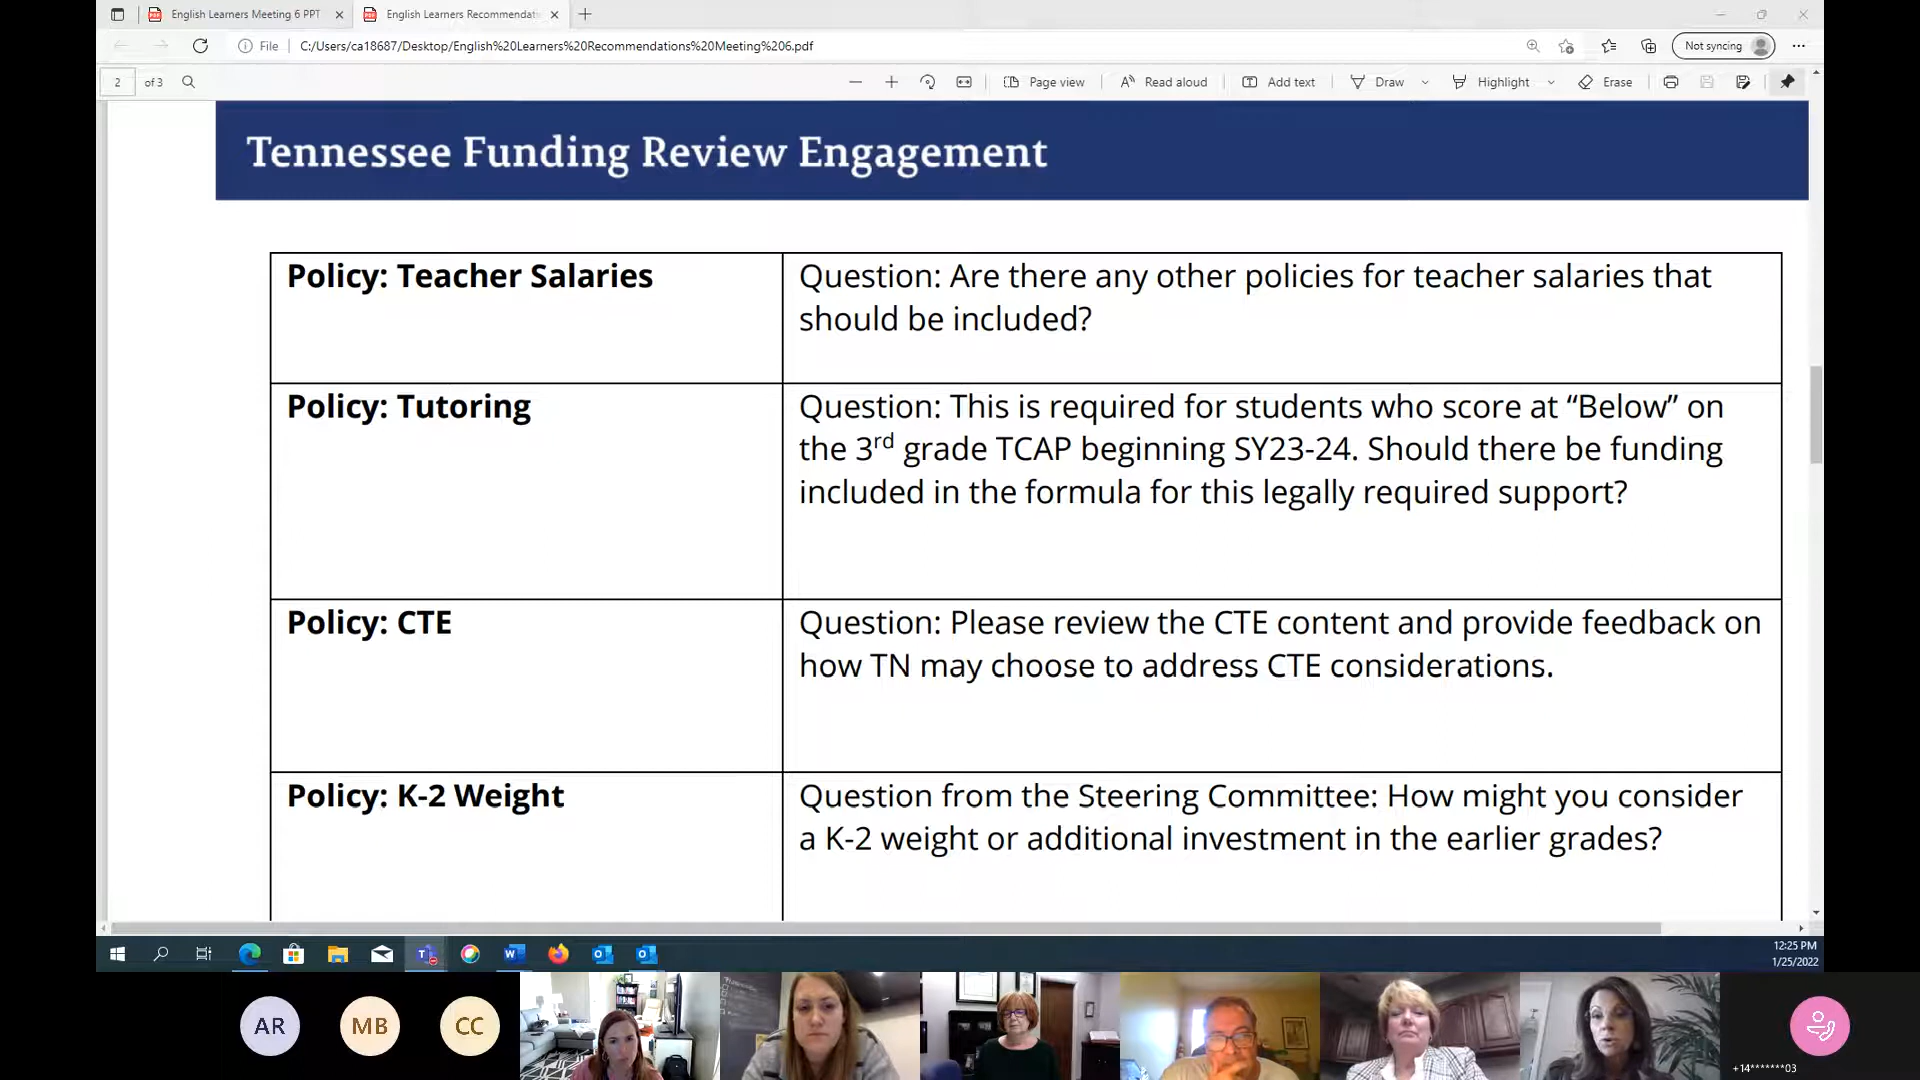 English Learners Meeting 6 PPT
English Learners Recommendati
File
C:/Users/ca18687/Desktop/English%20Learners%20Recommendations%20Meeting%206.pdf
Not syncing
2 of 3
Page view
Read aloud
Add text
Draw
Highlight
Erase
Tennessee Funding Review Engagement
Policy: Teacher Salaries
Question: Are there any other policies for teacher salaries that
should be included?
Policy: Tutoring
Question: This is required for students who score at “Below” on
the 3rd grade TCAP beginning SY23-24. Should there be funding
included in the formula for this legally required support?
Policy: CTE
Question: Please review the CTE content and provide feedback on
how TN may choose to address CTE considerations.
Policy: K-2 Weight
Question from the Steering Committee: How might you consider
a K-2 weight or additional investment in the earlier grades?
12:25 PM
1/25/2022
AR
MB
CC
+14*******03